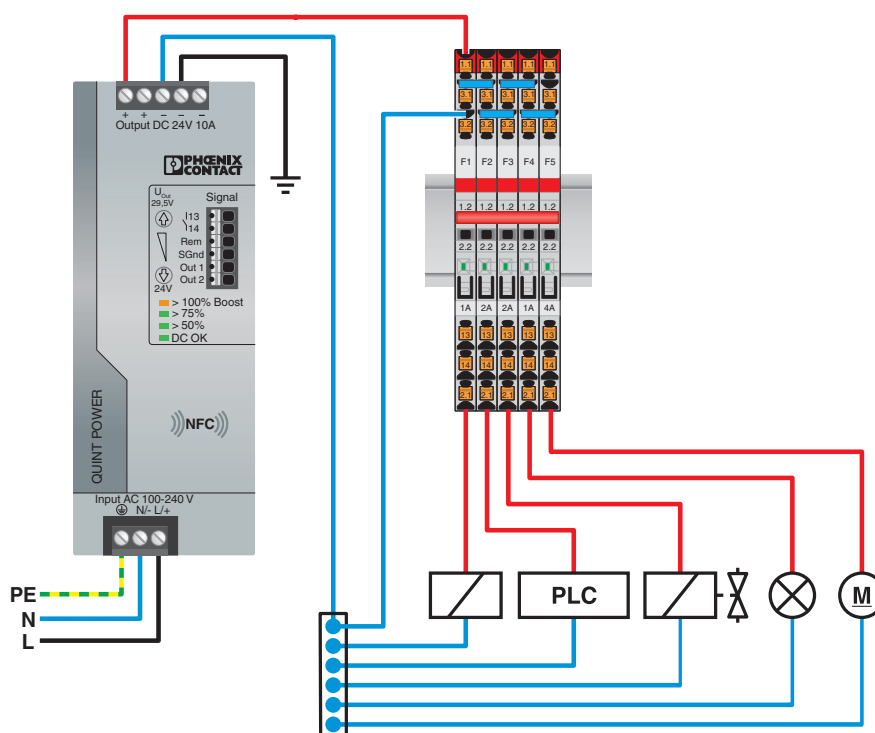 + + − − −
Output DC 24V 10A
PHŒNIX
CONTACT
UOut
29,5V
Signal
13
14
Rem
SGnd
Out 1
Out 2
24V
> 100% Boost
> 75%
> 50%
DC OK
QUINT POWER
NFC
Input AC 100-240 V
N/- L/+
PE
N
L
1.1 1.1 1.1 1.1 1.1
3.1 3.1 3.1 3.1 3.1
3.2 3.2 3.2 3.2 3.2
F1 F2 F3 F4 F5
1.2 1.2 1.2 1.2 1.2
2.2 2.2 2.2 2.2 2.2
1A 2A 2A 1A 4A
13 13 13 13 13
14 14 14 14 14
2.1 2.1 2.1 2.1 2.1
PLC
M